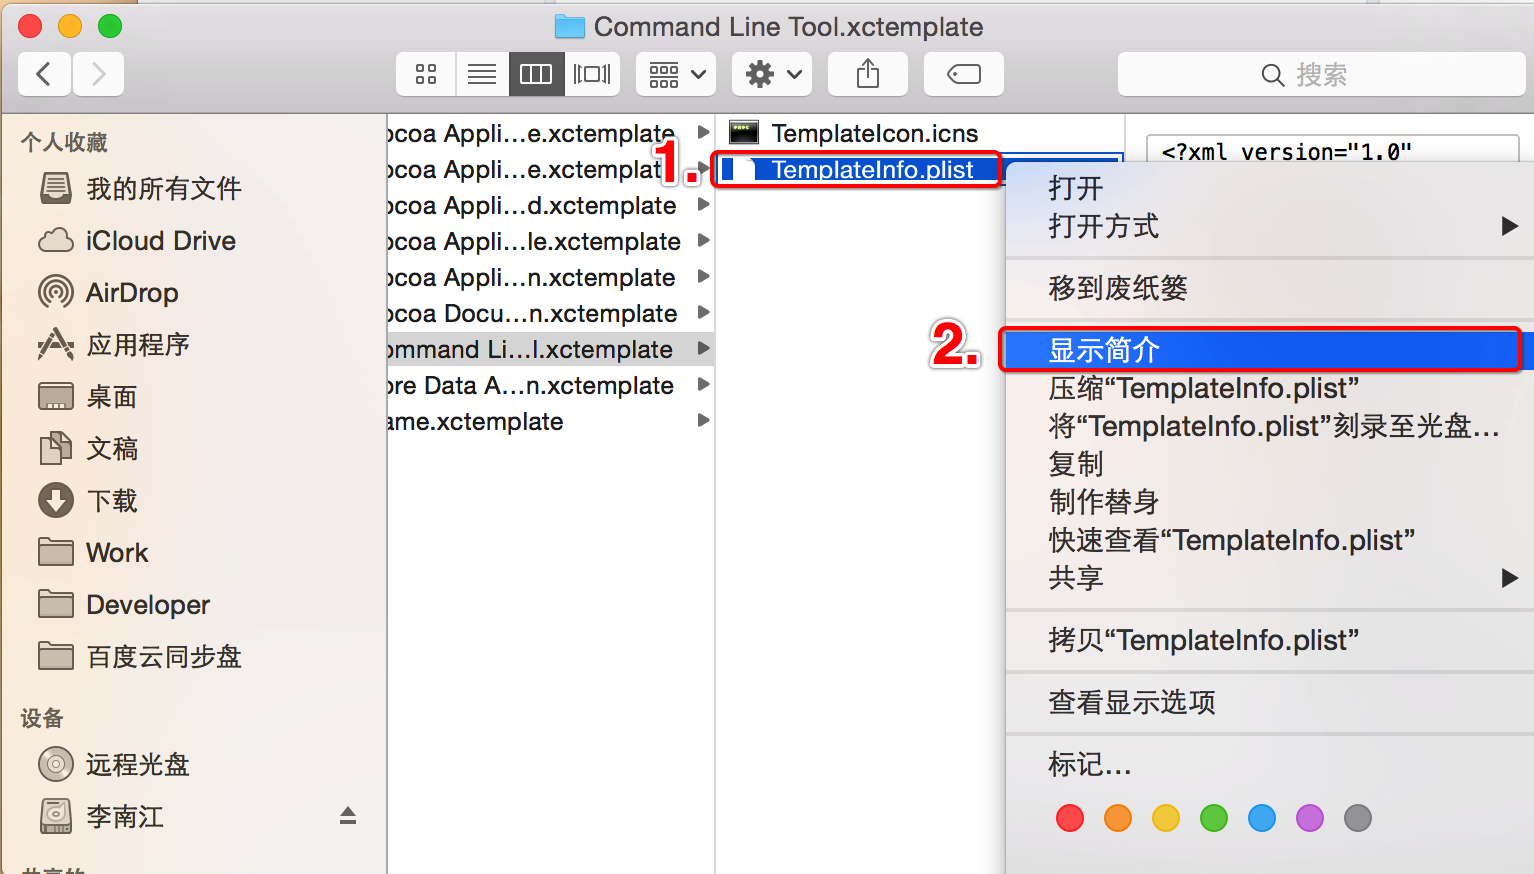 Command Line Tool.xctemplate
搜索
个人收藏
我的所有文件
iCloud Drive
AirDrop
应用程序
桌面
文稿
下载
Work
Developer
百度云同步盘
设备
远程光盘
李南江
ocoa Appli...e.xctemplate
ocoa Appli...e.xctemplate
ocoa Appli...d.xctemplate
ocoa Appli...le.xctemplate
ocoa Appli...n.xctemplate
ocoa Docu...n.xctemplate
ommand Li...l.xctemplate
ore Data A...n.xctemplate
ame.xctemplate
TemplateIcon.icns
1.
TemplateInfo.plist
<?xml version="1.0"
打开
打开方式
移到废纸篓
2.
显示简介
压缩“TemplateInfo.plist”
将“TemplateInfo.plist”刻录至光盘...
复制
制作替身
快速查看“TemplateInfo.plist”
共享
拷贝“TemplateInfo.plist”
查看显示选项
标记...